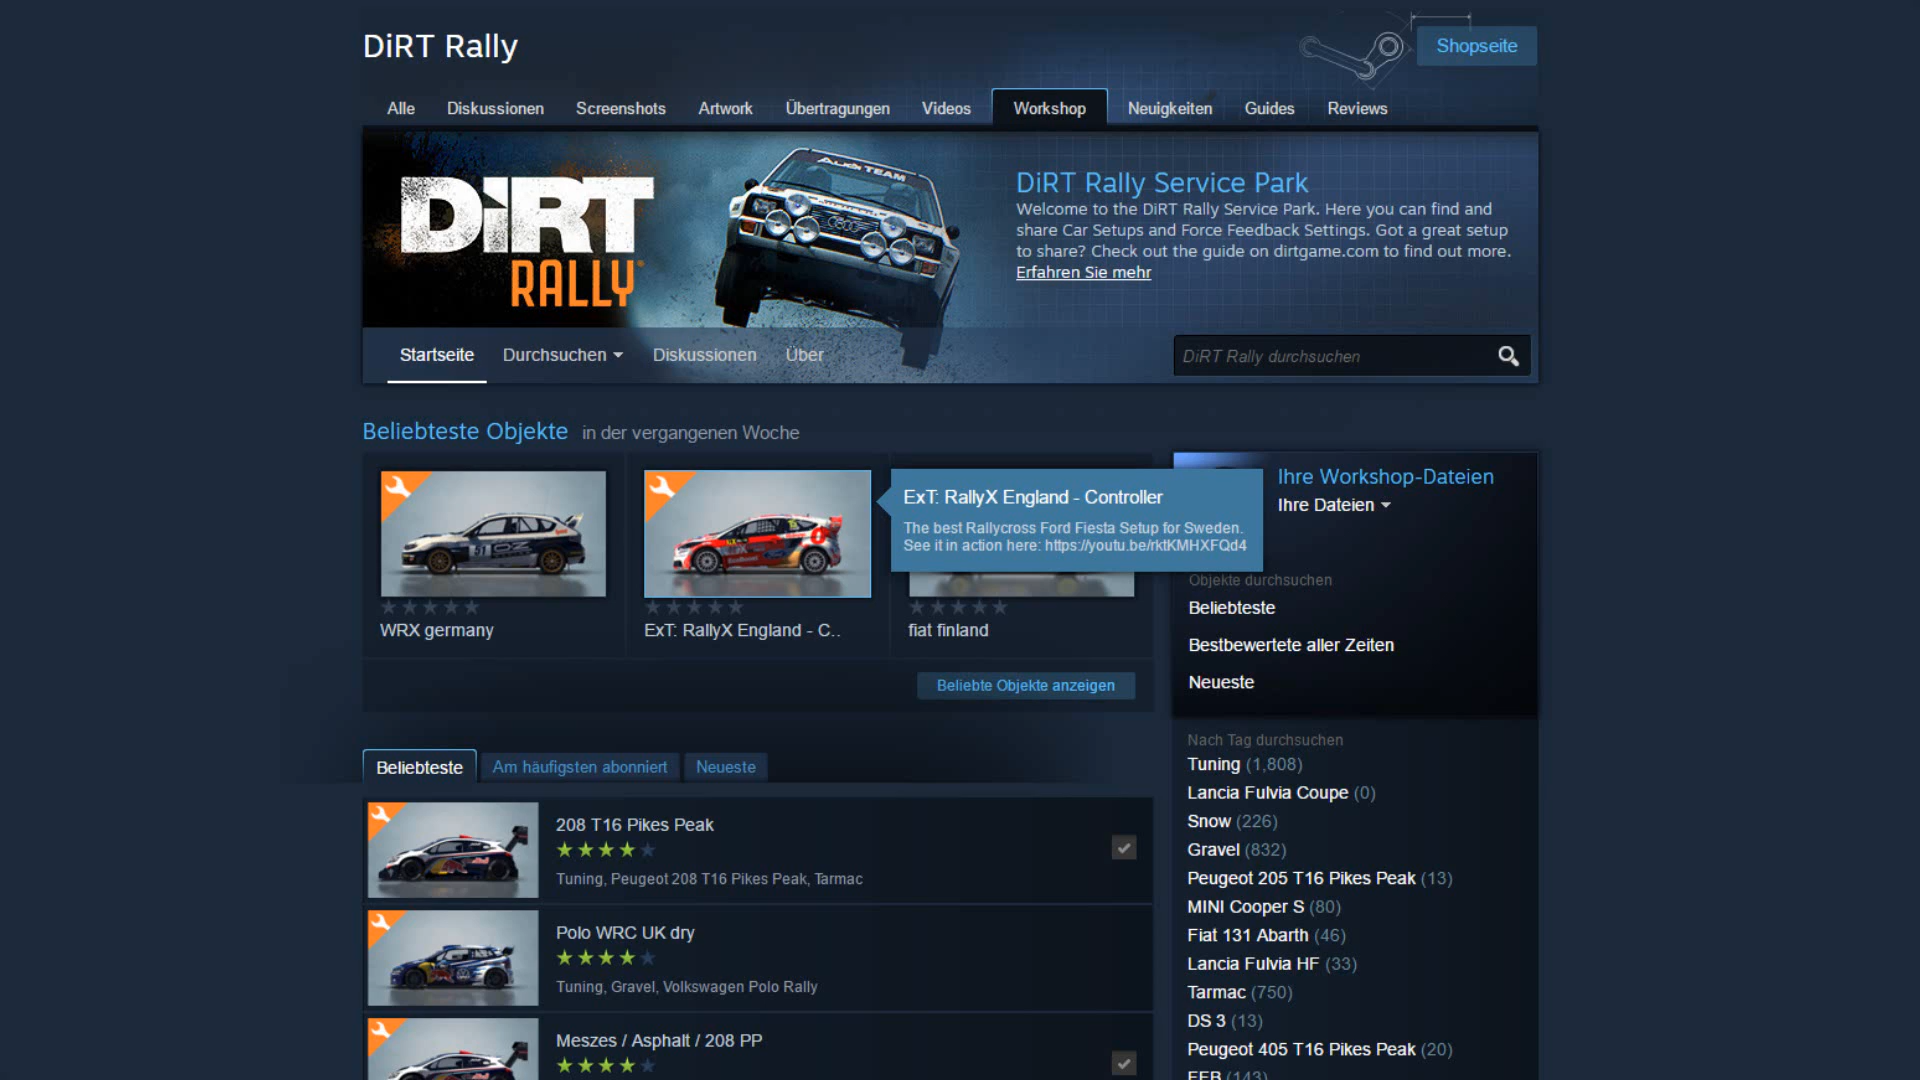 DiRT Rally
Shopseite
Alle Diskussionen Screenshots Artwork Übertragungen Videos Workshop Neuigkeiten Guides Reviews
AUDI TEAM
DiRT
RALLY
DiRT Rally Service Park
Welcome to the DiRT Rally Service Park. Here you can find and
share Car Setups and Force Feedback Settings. Got a great setup
to share? Check out the guide on dirtgame.com to find out more.
Erfahren Sie mehr
Startseite Durchsuchen Diskussionen Über
DiRT Rally durchsuchen
Beliebteste Objekte in der vergangenen Woche
WRX germany
ExT: RallyX England - C..
fiat finland
ExT: RallyX England - Controller
The best Rallycross Ford Fiesta Setup for Sweden.
See it in action here: https://youtu.be/rktKMHXFQd4
Beliebte Objekte anzeigen
Beliebteste Am häufigsten abonniert Neueste
208 T16 Pikes Peak
Tuning, Peugeot 208 T16 Pikes Peak, Tarmac
Polo WRC UK dry
Tuning, Gravel, Volkswagen Polo Rally
Meszes / Asphalt / 208 PP
Ihre Workshop-Dateien
Ihre Dateien
Objekte durchsuchen
Beliebteste
Bestbewertete aller Zeiten
Neueste
Nach Tag durchsuchen
Tuning (1,808)
Lancia Fulvia Coupe (0)
Snow (226)
Gravel (832)
Peugeot 205 T16 Pikes Peak (13)
MINI Cooper S (80)
Fiat 131 Abarth (46)
Lancia Fulvia HF (33)
Tarmac (750)
DS 3 (13)
Peugeot 405 T16 Pikes Peak (20)